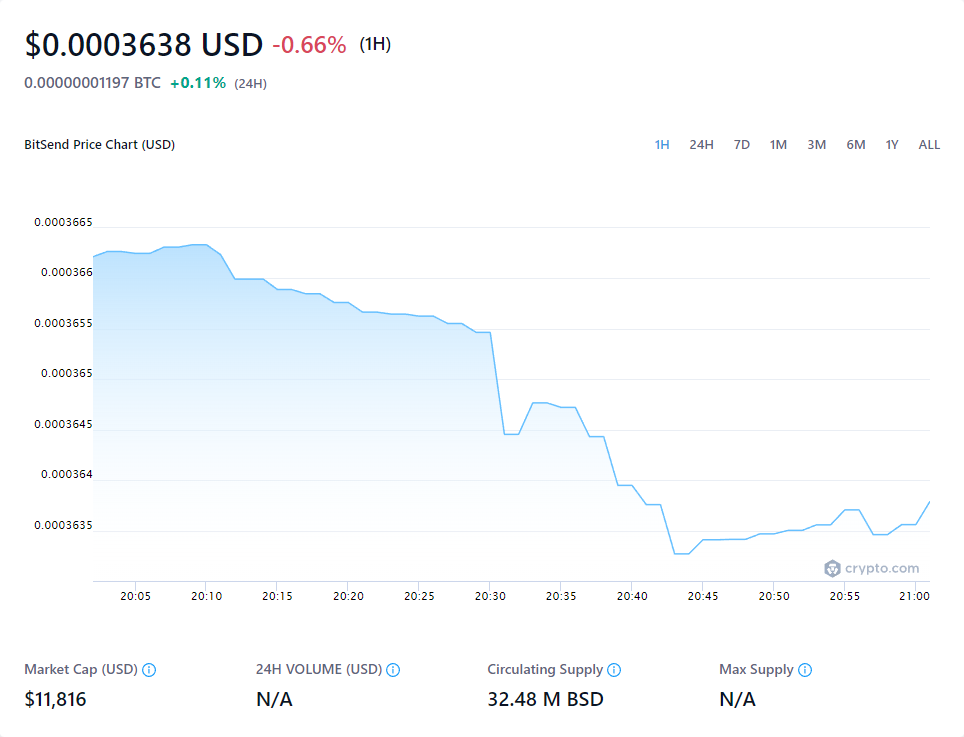 $0.0003638 USD -0.66% (1H)
0.00000001197 BTC +0.11% (24H)
BitSend Price Chart (USD) 1H 24H 7D 1M 3M 6M 1Y ALL
0.0003665
0.000366
0.0003655
0.000365
0.0003645
0.000364
0.0003635
crypto.com
20:05 20:10 20:15 20:20 20:25 20:30 20:35 20:40 20:45 20:50 20:55 21:00
Market Cap (USD) 24H VOLUME (USD) Circulating Supply Max Supply
$11,816 N/A 32.48 M BSD N/A